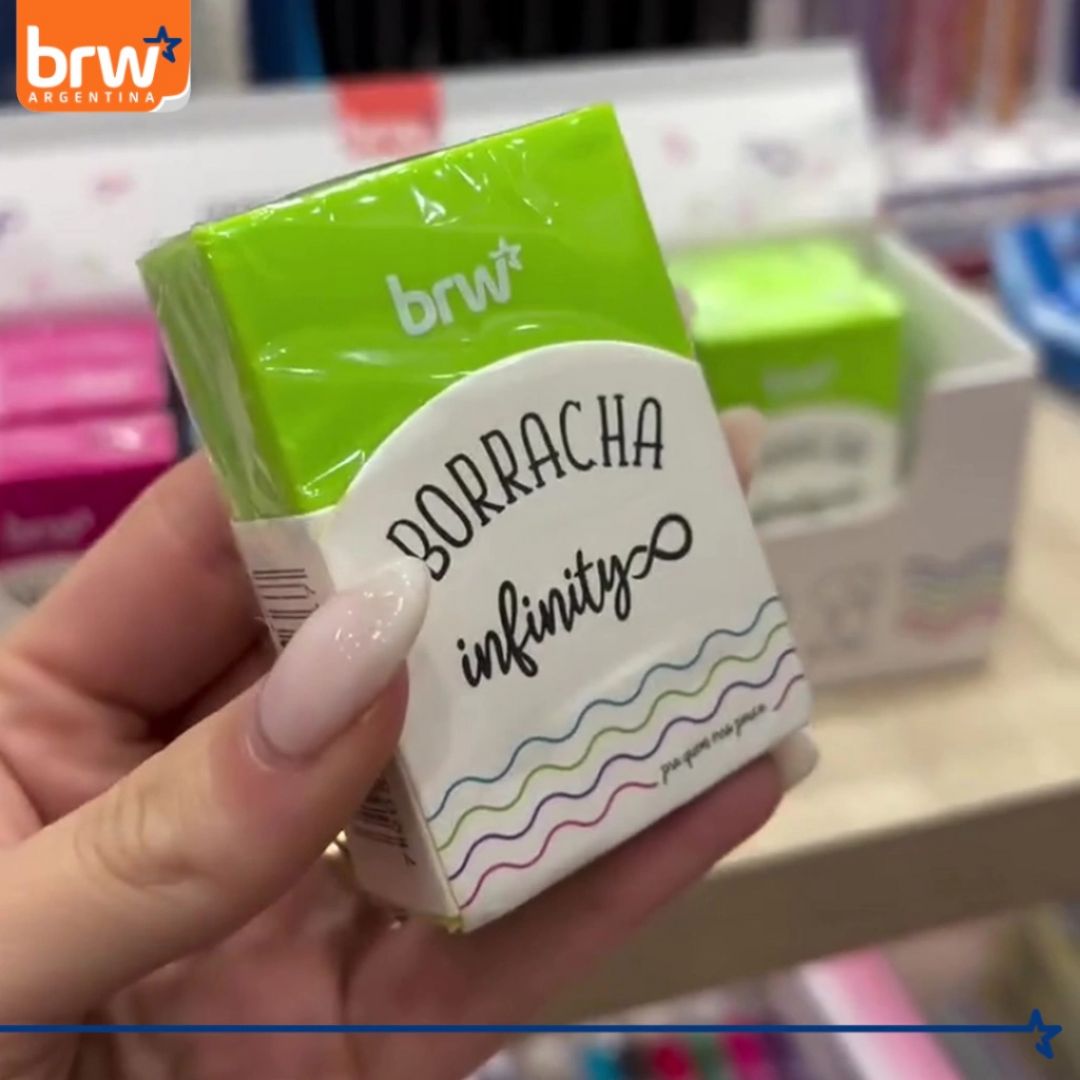 brw
ARGENTINA
brw
BORRACHA
infinity